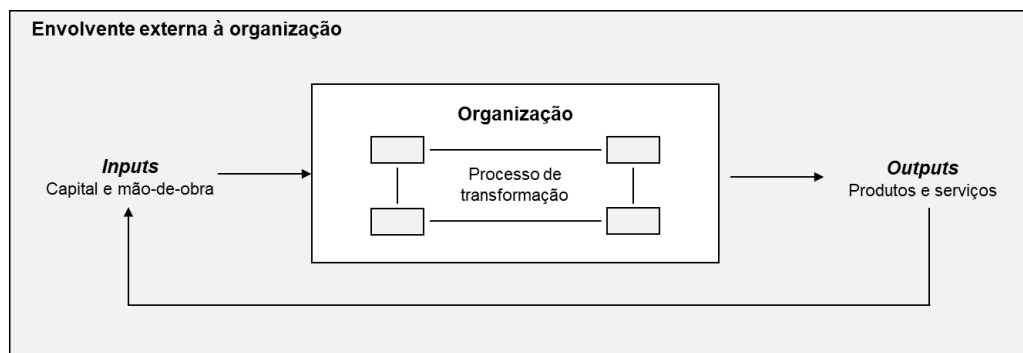 Envolvente externa à organização
Organização
Inputs
Capital e mão-de-obra
Processo de
transformação
Outputs
Produtos e serviços